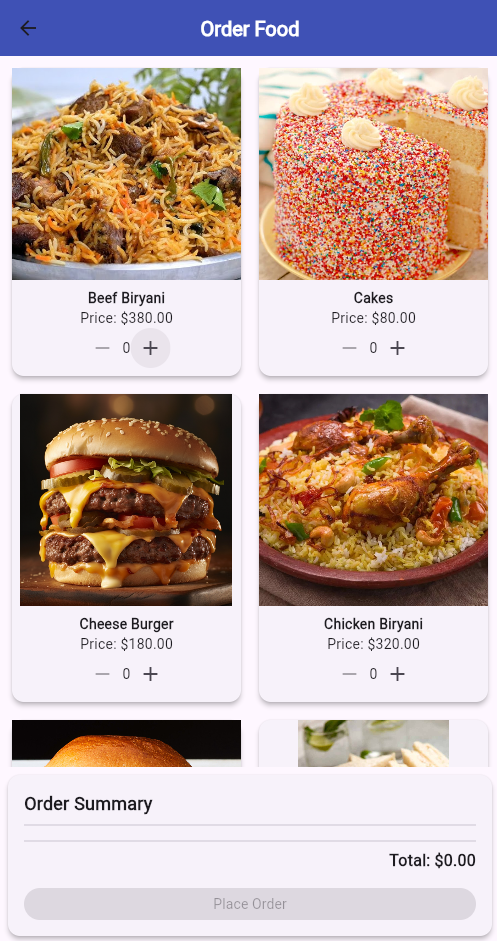 Order Food
Beef Biryani
Price: $380.00
0
Cakes
Price: $80.00
0
Cheese Burger
Price: $180.00
0
Chicken Biryani
Price: $320.00
0
Order Summary
Total: $0.00
Place Order